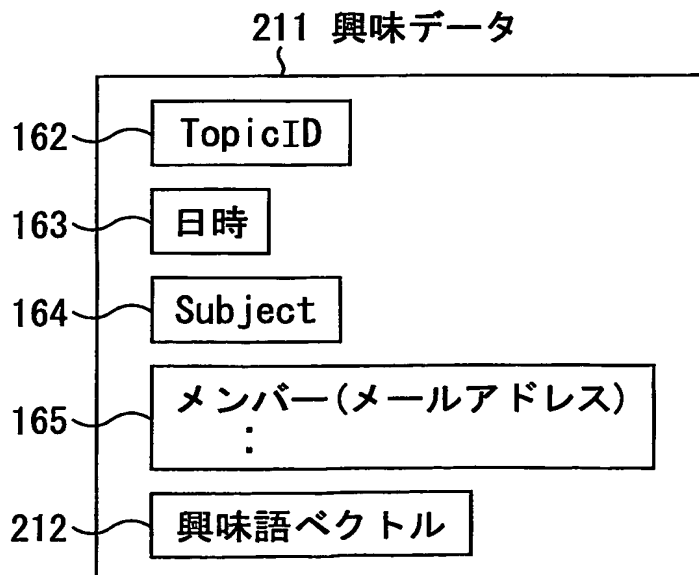 211 興味データ
162 TopicID
163 日時
164 Subject
165 メンバー(メールアドレス)
:
212 興味語ベクトル